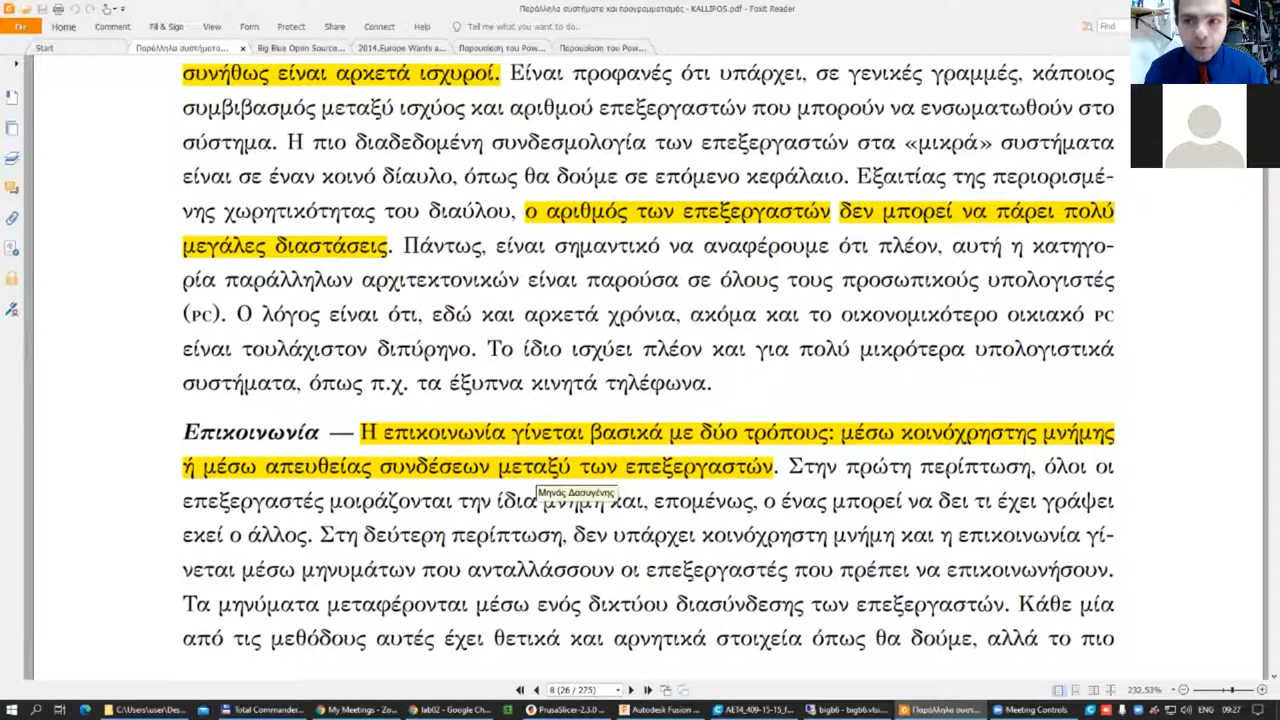 Παράλληλα συστήματα και προγραμματισμός - KALLIPOS.pdf - Foxit Reader
File Home Comment Fill & Sign View Form Protect Share Connect Help Tell me what you want to do... Find
Start Παράλληλα συστήματα... Big Blue Open Source... 2014.Europe Wants a... Παρουσίαση του Pow... Παρουσίαση του Pow...
συνήθως είναι αρκετά ισχυροί. Είναι προφανές ότι υπάρχει, σε γενικές γραμμές, κάποιος
συμβιβασμός μεταξύ ισχύος και αριθμού επεξεργαστών που μπορούν να ενσωματωθούν στο
σύστημα. Η πιο διαδεδομένη συνδεσμολογία των επεξεργαστών στα «μικρά» συστήματα
είναι σε έναν κοινό δίαυλο, όπως θα δούμε σε επόμενο κεφάλαιο. Εξαιτίας της περιορισμέ-
νης χωρητικότητας του διαύλου, ο αριθμός των επεξεργαστών δεν μπορεί να πάρει πολύ
μεγάλες διαστάσεις. Πάντως, είναι σημαντικό να αναφέρουμε ότι πλέον, αυτή η κατηγο-
ρία παράλληλων αρχιτεκτονικών είναι παρούσα σε όλους τους προσωπικούς υπολογιστές
(PC). Ο λόγος είναι ότι, εδώ και αρκετά χρόνια, ακόμα και το οικονομικότερο οικιακό PC
είναι τουλάχιστον διπύρηνο. Το ίδιο ισχύει πλέον και για πολύ μικρότερα υπολογιστικά
συστήματα, όπως π.χ. τα έξυπνα κινητά τηλέφωνα.
Επικοινωνία — Η επικοινωνία γίνεται βασικά με δύο τρόπους: μέσω κοινόχρηστης μνήμης
ή μέσω απευθείας συνδέσεων μεταξύ των επεξεργαστών. Στην πρώτη περίπτωση, όλοι οι
Μηνάς Δασυγένης
επεξεργαστές μοιράζονται την ίδια μνήμη και, επομένως, ο ένας μπορεί να δει τι έχει γράψει
εκεί ο άλλος. Στη δεύτερη περίπτωση, δεν υπάρχει κοινόχρηστη μνήμη και η επικοινωνία γί-
νεται μέσω μηνυμάτων που ανταλλάσσουν οι επεξεργαστές που πρέπει να επικοινωνήσουν.
Τα μηνύματα μεταφέρονται μέσω ενός δικτύου διασύνδεσης των επεξεργαστών. Κάθε μία
από τις μεθόδους αυτές έχει θετικά και αρνητικά στοιχεία όπως θα δούμε, αλλά το πιο
8 (26 / 275) 232.53%
C:\Users\user\Des... Total Commander... My Meetings - Zo... lab02 - Google Ch... PrusaSlicer-2.3.0 ... Autodesk Fusion ... ΑΕ14_409-15-15_f... bigb6 - bigb6.vlsi... Παράλληλα συστ... Meeting Controls ENG 09:27